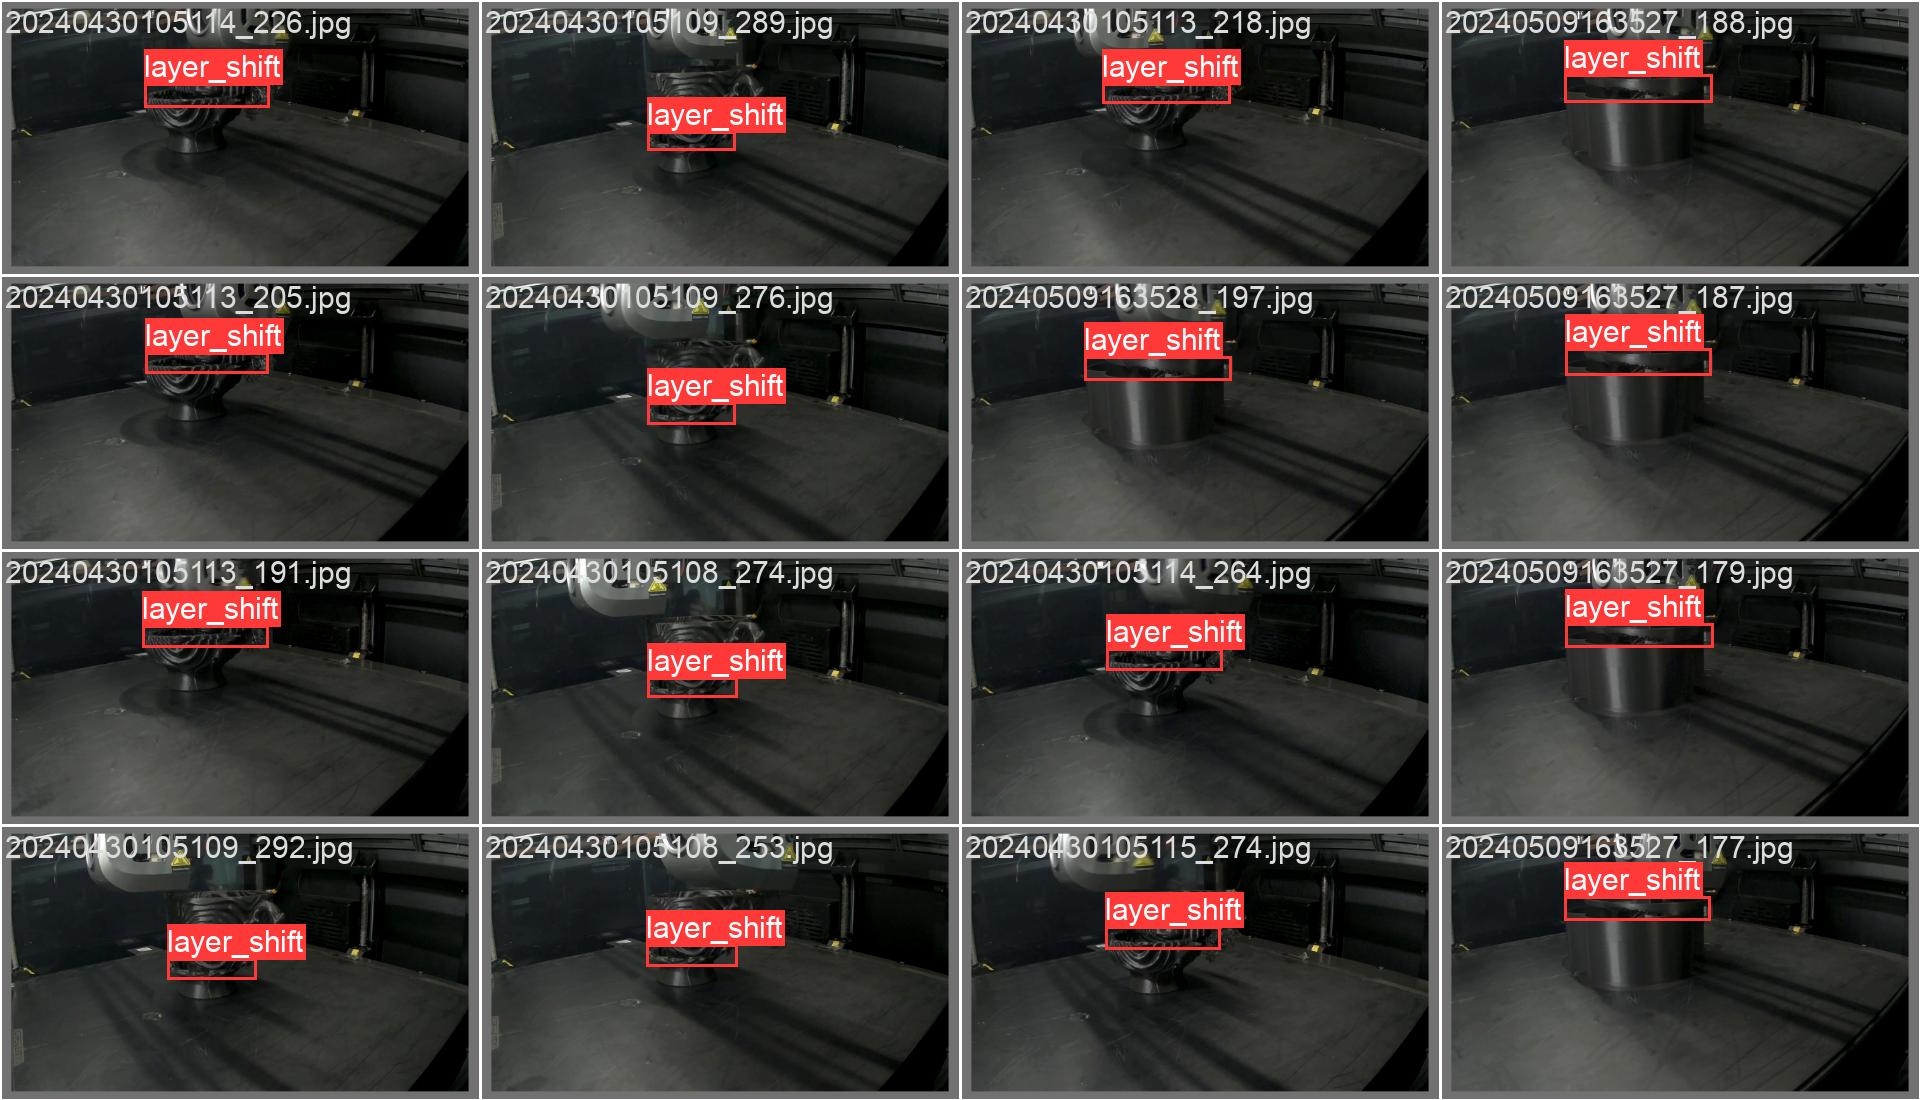 20240430105114_226.jpg
layer_shift
20240430105109_289.jpg
layer_shift
20240430105113_218.jpg
layer_shift
20240509163527_188.jpg
layer_shift
20240430105113_205.jpg
layer_shift
20240430105109_276.jpg
layer_shift
20240509163528_197.jpg
layer_shift
20240509163527_187.jpg
layer_shift
20240430105113_191.jpg
layer_shift
20240430105108_274.jpg
layer_shift
20240430105114_264.jpg
layer_shift
20240509163527_179.jpg
layer_shift
20240430105109_292.jpg
layer_shift
20240430105108_253.jpg
layer_shift
20240430105115_274.jpg
layer_shift
20240509163527_177.jpg
layer_shift